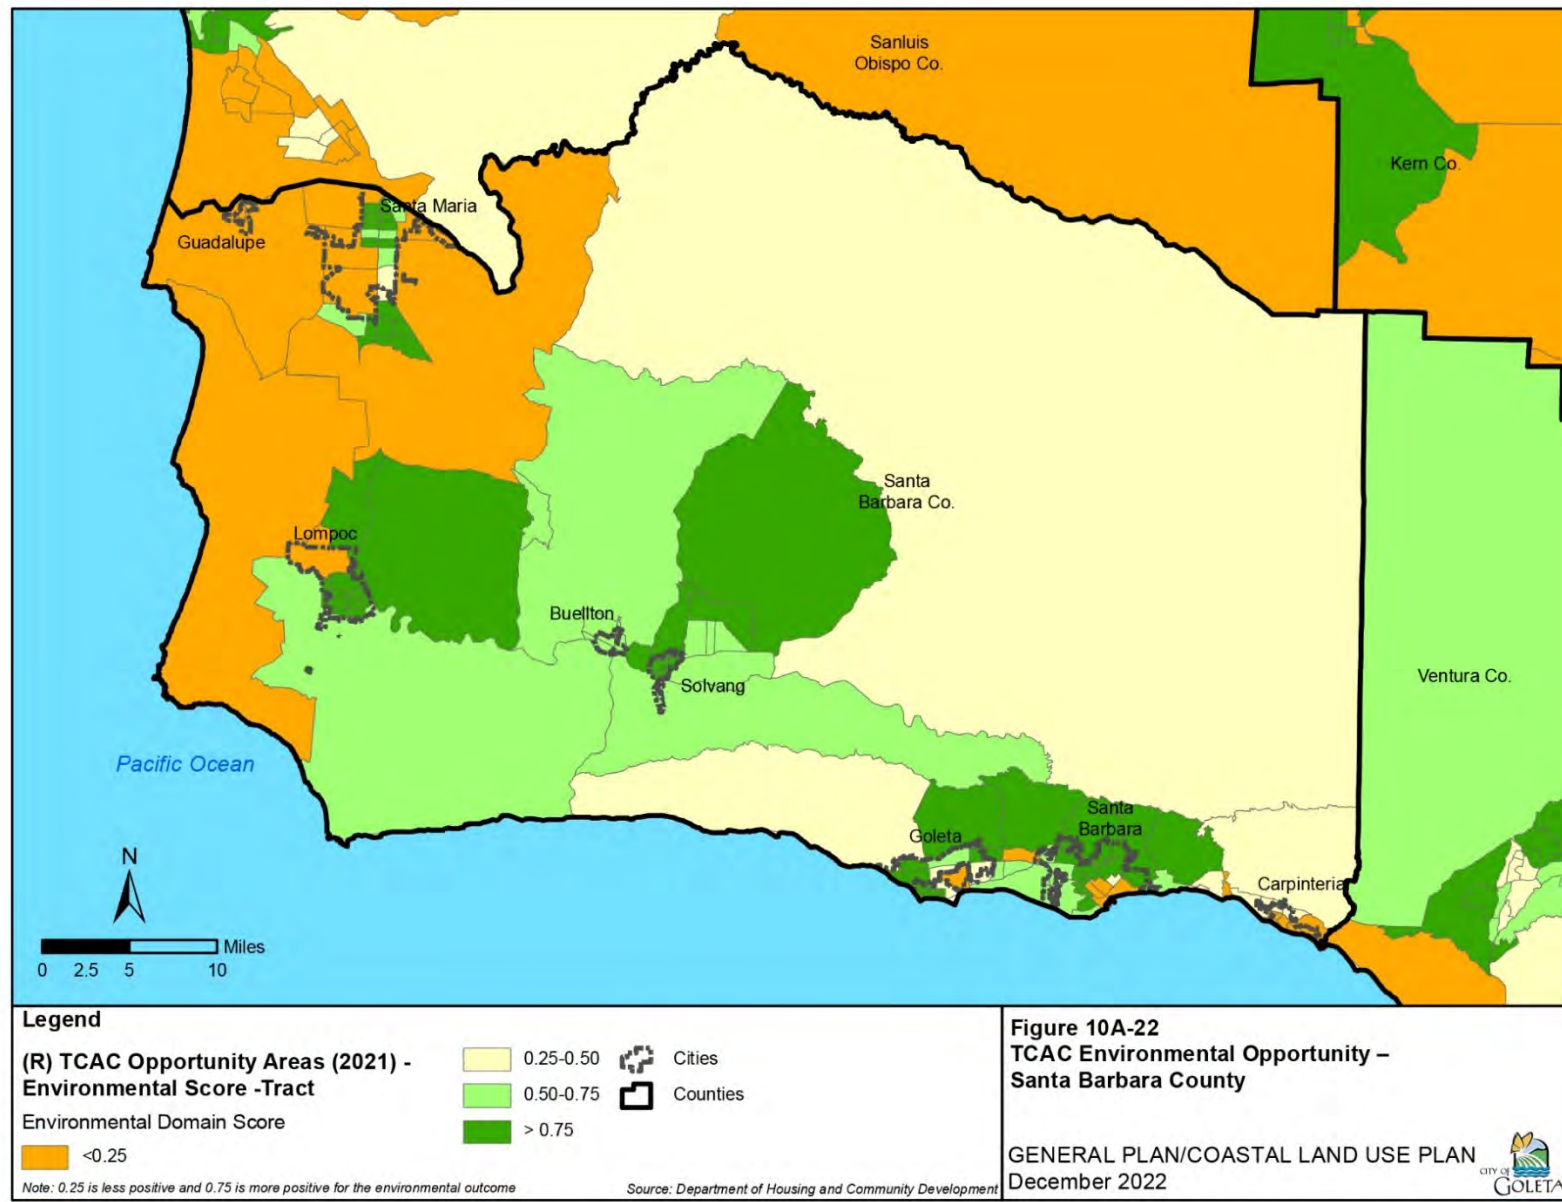 Sanluis
Obispo Co.
Kern Co.
Santa Maria
Guadalupe
Santa
Barbara Co.
Lompoc
Buellton
Solvang
Ventura Co.
Pacific Ocean
Santa
Barbara
Goleta
Carpinteria
N
Miles
0 2.5 5 10
Legend
(R) TCAC Opportunity Areas (2021) -
Environmental Score -Tract
Environmental Domain Score
<0.25
0.25-0.50
0.50-0.75
> 0.75
Cities
Counties
Note: 0.25 is less positive and 0.75 is more positive for the environmental outcome
Source: Department of Housing and Community Development
Figure 10A-22
TCAC Environmental Opportunity –
Santa Barbara County
GENERAL PLAN/COASTAL LAND USE PLAN
December 2022
CITY OF
GOLETA